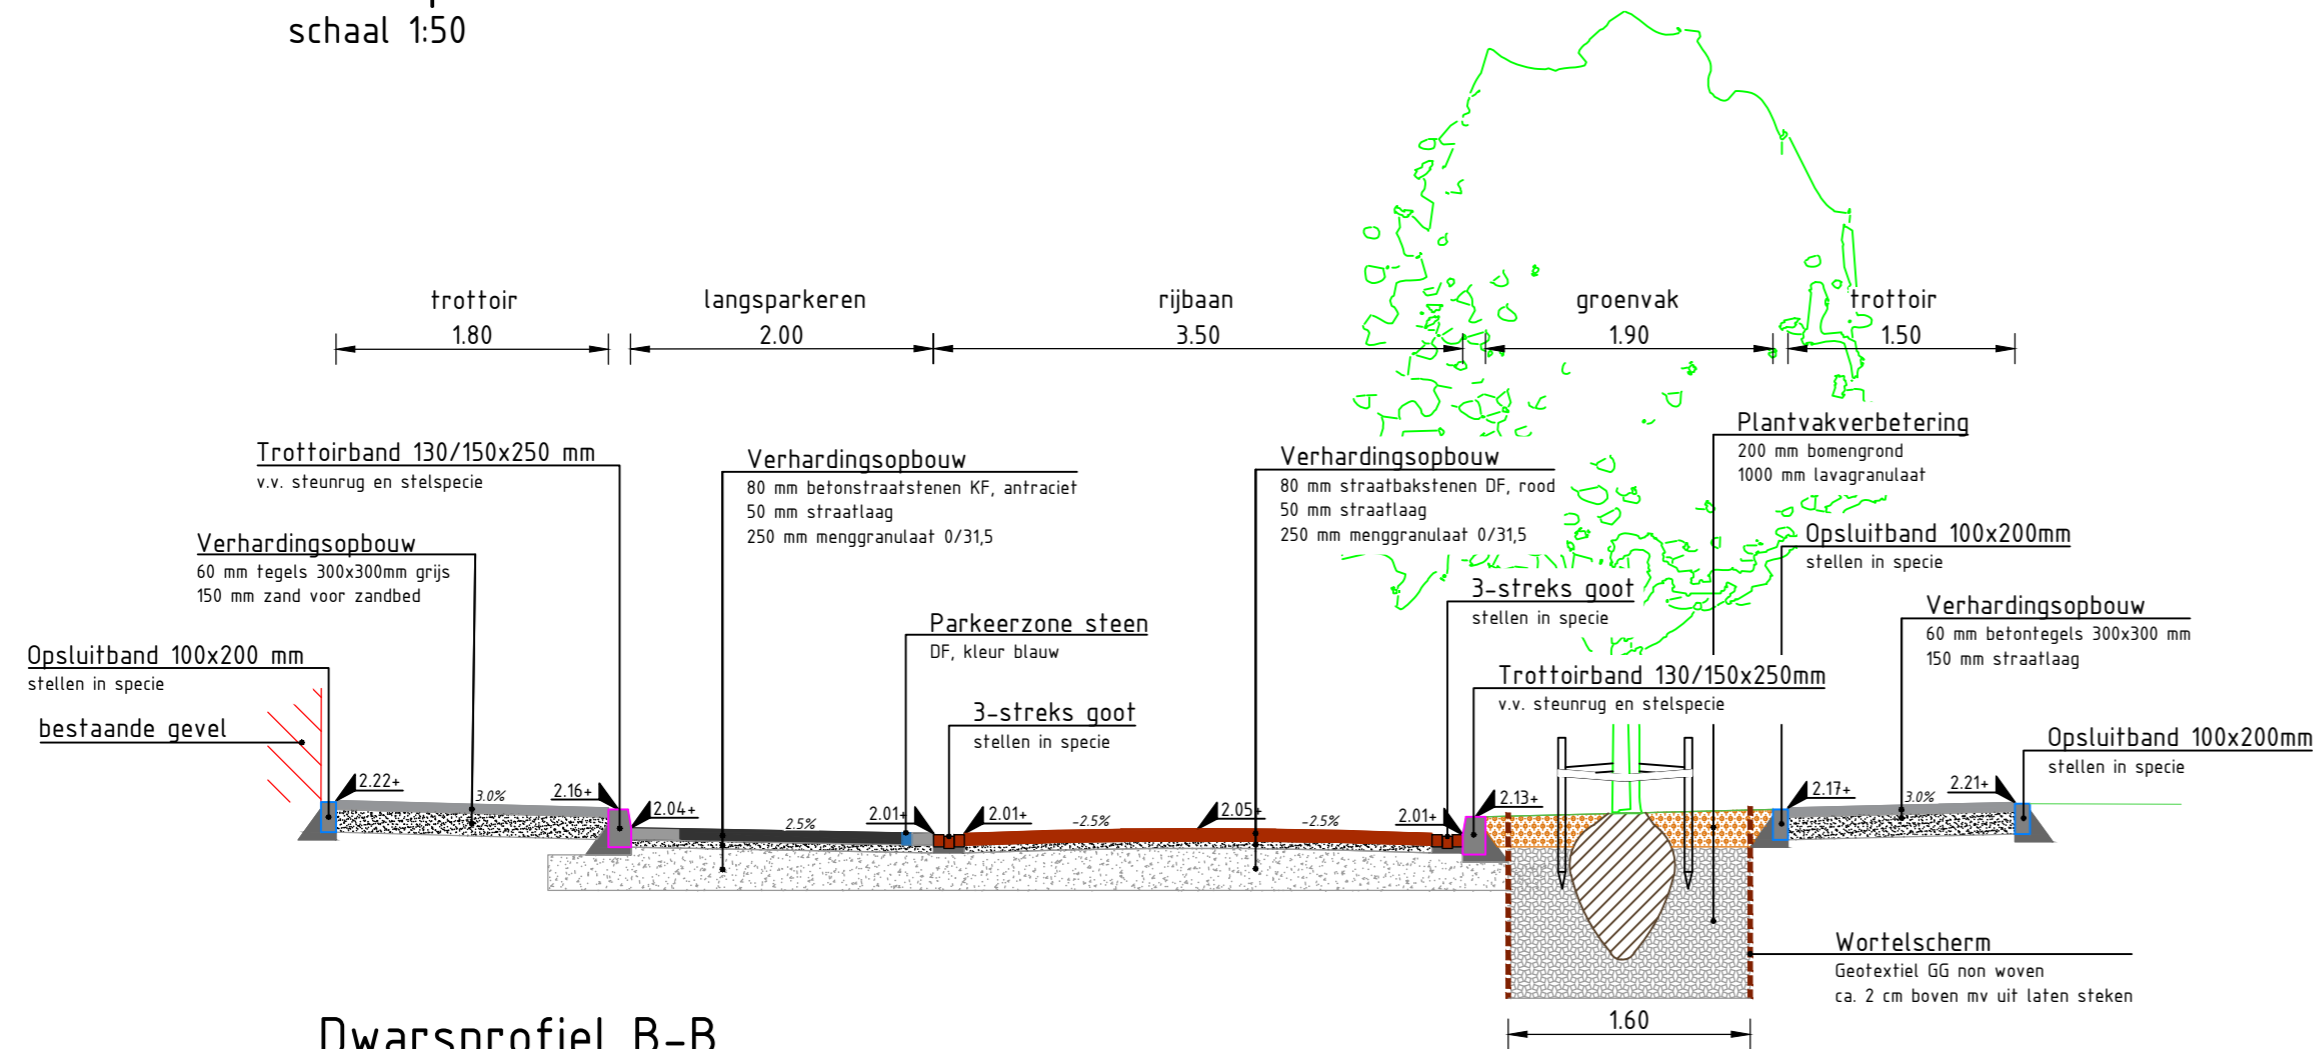 schaal 1:50
trottoir
1.80
langsparkeren
2.00
rijbaan
3.50
groenvak
1.90
trottoir
1.50
Trottoirband 130/150x250 mm
v.v. steunrug en stelspecie
Verhardingsopbouw
60 mm tegels 300x300mm grijs
150 mm zand voor zandbed
Opsluitband 100x200 mm
stellen in specie
bestaande gevel
Verhardingsopbouw
80 mm betonstraatstenen KF, antraciet
50 mm straatlaag
250 mm menggranulaat 0/31,5
Parkeerzone steen
DF, kleur blauw
3-streks goot
stellen in specie
Verhardingsopbouw
80 mm straatbakstenen DF, rood
50 mm straatlaag
250 mm menggranulaat 0/31,5
3-streks goot
stellen in specie
Trottoirband 130/150x250mm
v.v. steunrug en stelspecie
Plantvakverbetering
200 mm bomengrond
1000 mm lavagranulaat
Opsluitband 100x200mm
stellen in specie
Verhardingsopbouw
60 mm betontegels 300x300 mm
150 mm straatlaag
Opsluitband 100x200mm
stellen in specie
2.22+
3.0%
2.16+
2.04+
2.5%
2.01+
2.01+
-2.5%
2.05+
-2.5%
2.01+
2.13+
2.17+
3.0%
2.21+
Wortelscherm
Geotextiel GG non woven
ca. 2 cm boven mv uit laten steken
1.60
Dwarsprofiel B-B